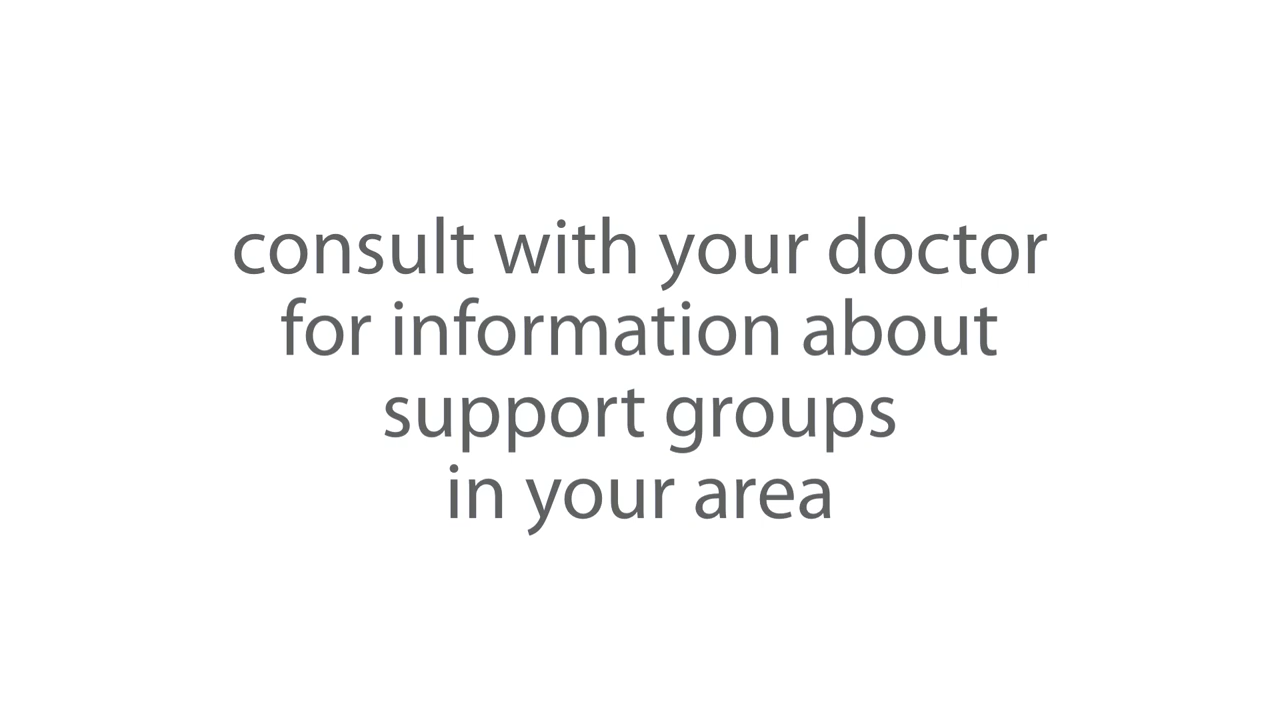 consult with your doctor
for information about
support groups
in your area